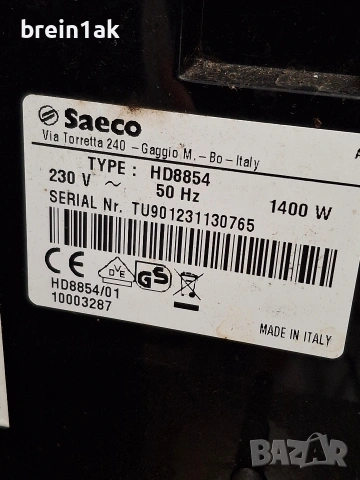 brein1ak
Saeco
Via Torretta 240 -Gaggio M.-Bo-Italy
TYPE : HD8854
230 V ~ 50 Hz 1400 W
SERIAL Nr. TU901231130765
CE DVE GS
HD8854/01
10003287
MADE IN ITALY
BAZAR